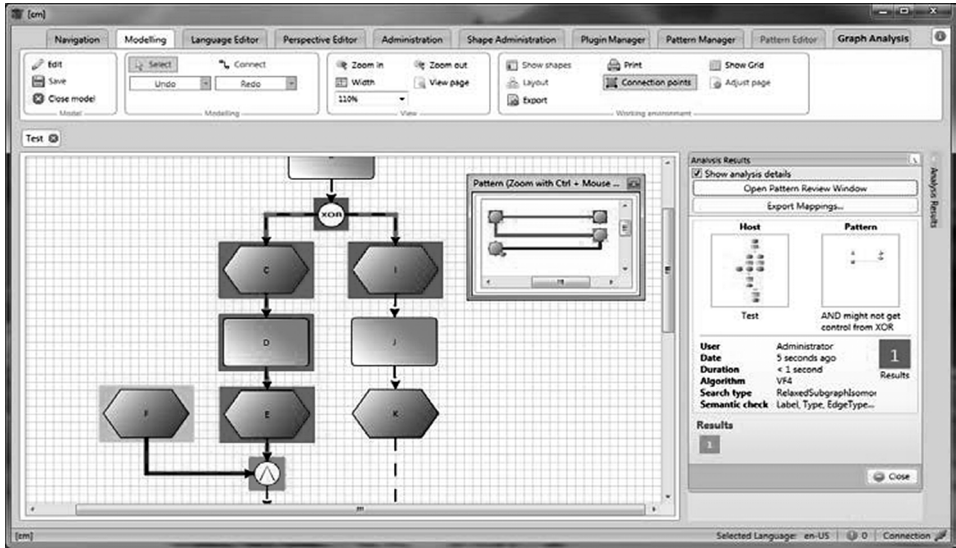 [cm]
Navigation Modelling Language Editor Perspective Editor Administration Shape Administration Plugin Manager Pattern Manager Pattern Editor Graph Analysis
Edit Select Connect Zoom in Zoom out Show shapes Print Show Grid
Save Undo Redo Width View page Layout Connection points Adjust page
Close model 110% Export
Model Modelling View Working environment
Test
Analysis Results
Show analysis details
Open Pattern Review Window
Export Mappings...
Analysis Results
Pattern (Zoom with Ctrl + Mouse ...
XOR
C I
D J
F E K
Host Pattern
Test AND might not get
control from XOR
User Administrator
Date 5 seconds ago
Duration < 1 second
Algorithm VF4
Search type RelaxedSubgraphIsomor
Semantic check Label, Type, EdgeType...
1
Results
Results
1
Close
[cm] Selected Language: en-US 0 Connection